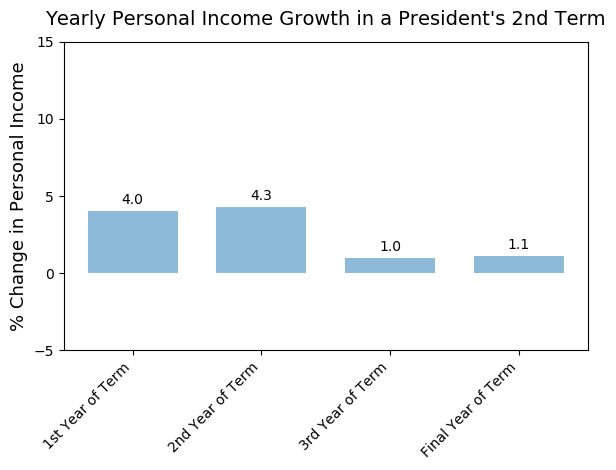 Yearly Personal Income Growth in a President's 2nd Term
% Change in Personal Income
15
10
5
0
−5
4.0
4.3
1.0
1.1
1st Year of Term
2nd Year of Term
3rd Year of Term
Final Year of Term